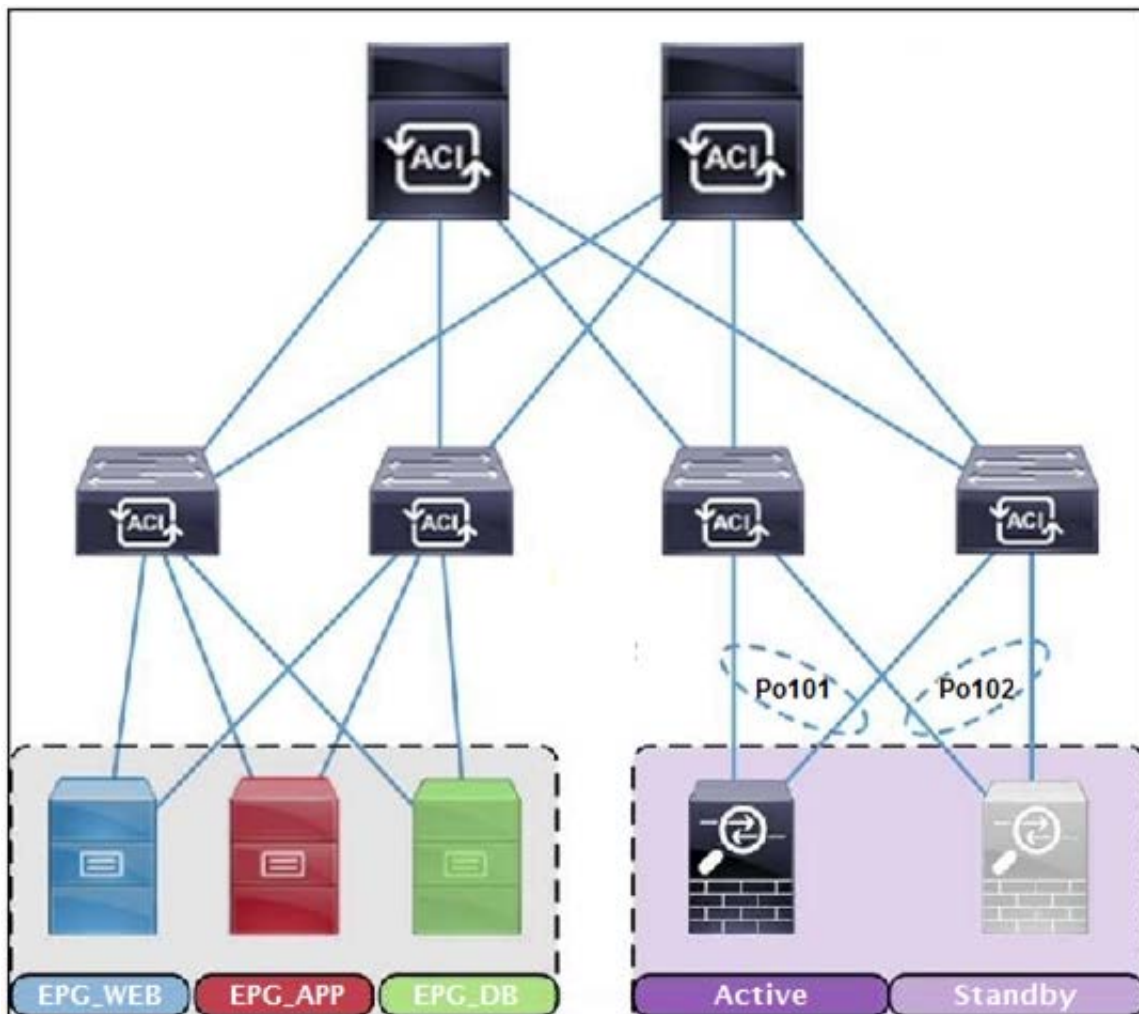 ACI
ACI
ACI
ACI
ACI
ACI
Po101
Po102
EPG_WEB
EPG_APP
EPG_DB
Active
Standby